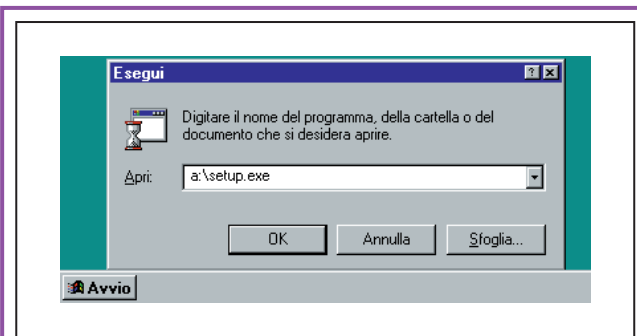 Esegui
Digitare il nome del programma, della cartella o del
documento che si desidera aprire.
Apri: a:\setup.exe
OK Annulla Sfoglia...
Avvio